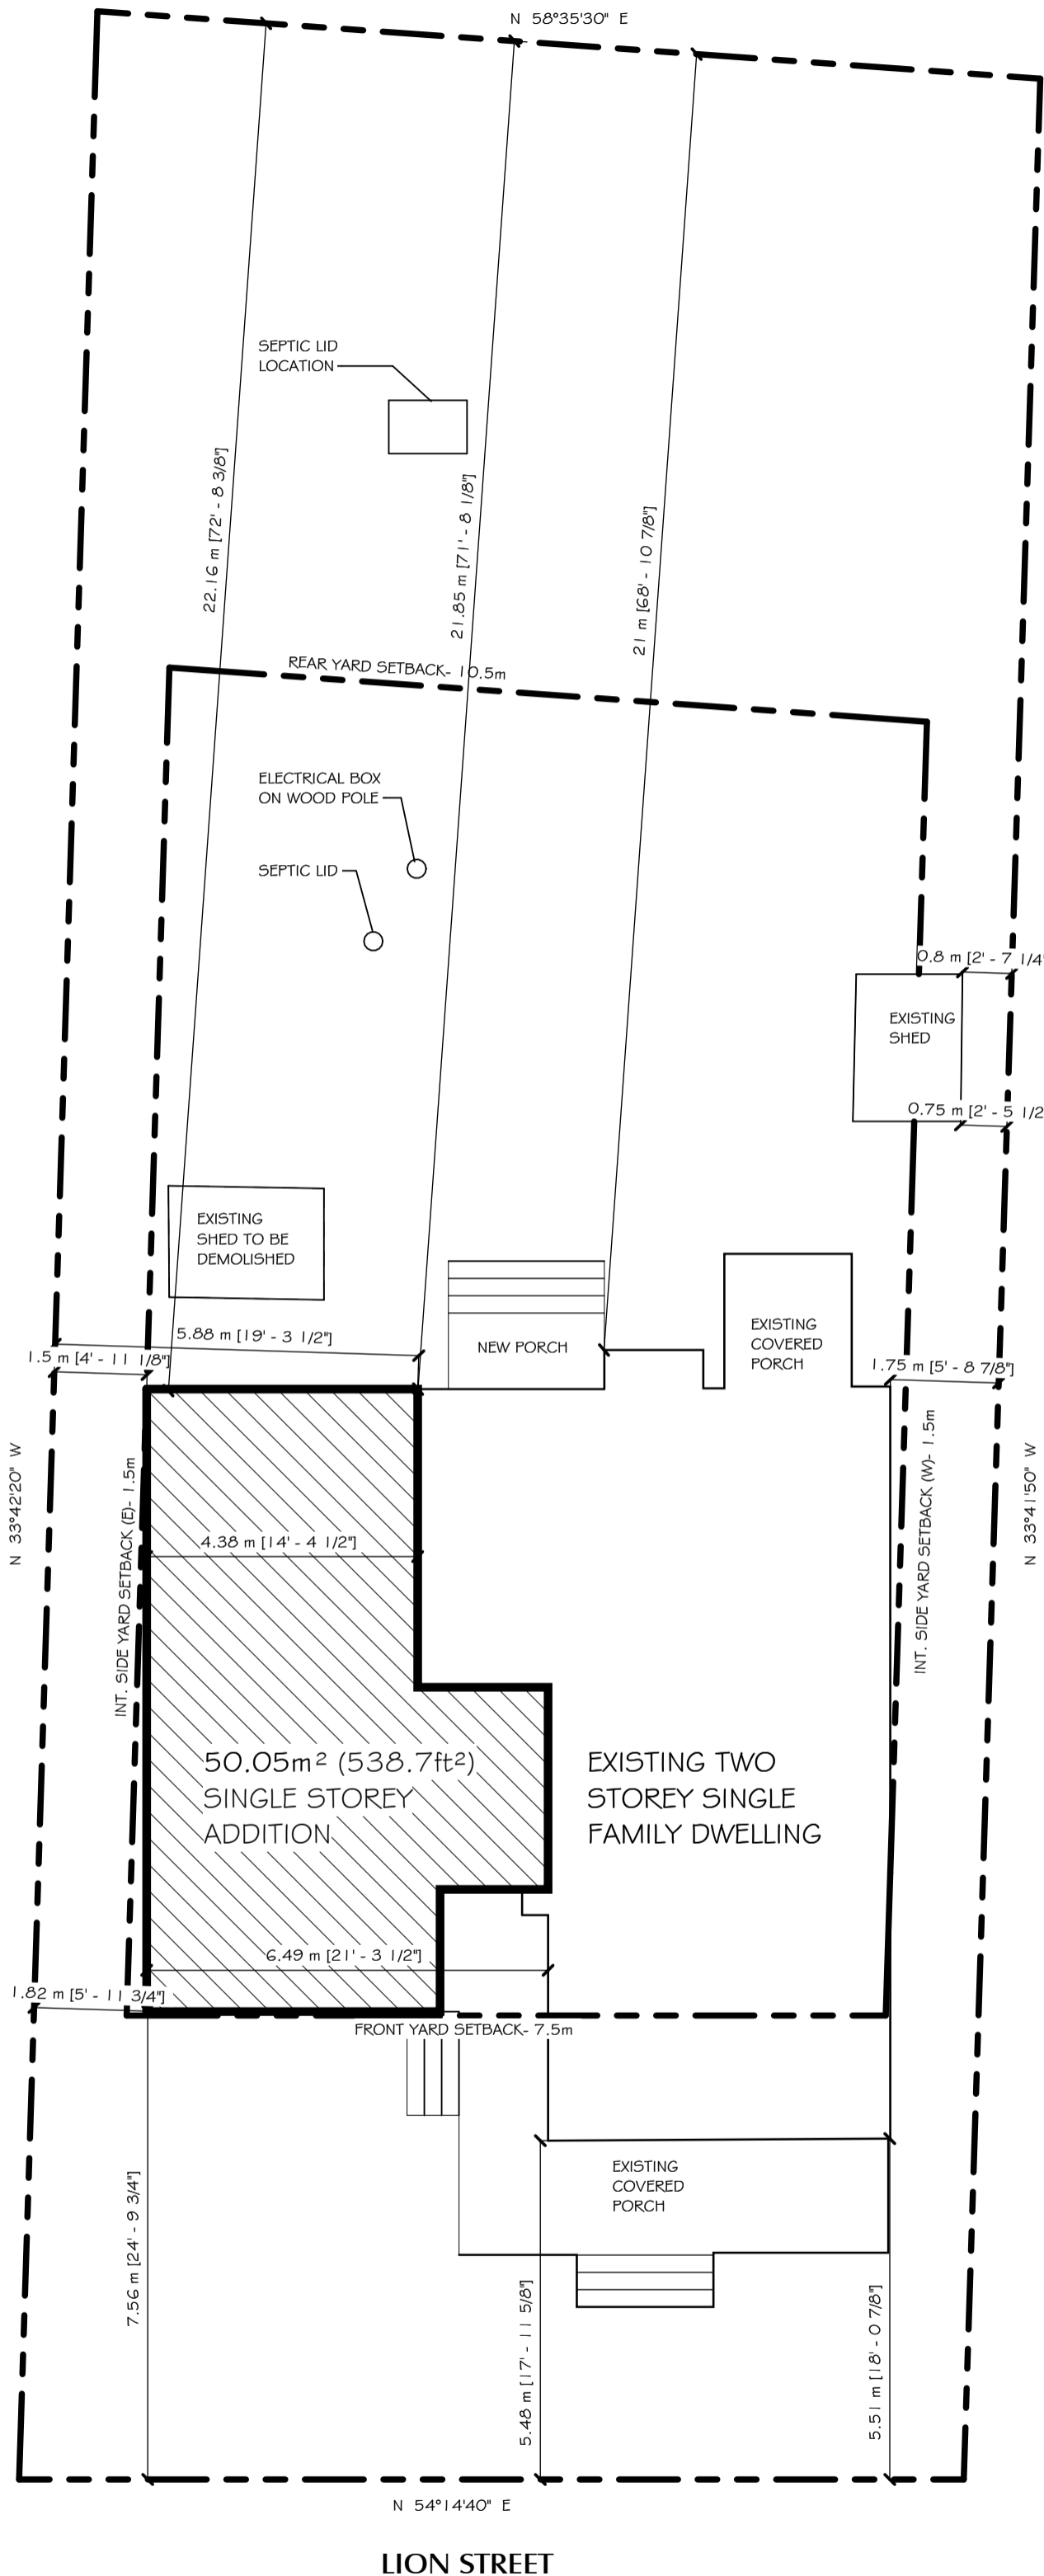 N 58°35'30" E
SEPTIC LID
LOCATION
22.16 m [72' - 8 3/8"]
21.85 m [71' - 8 1/8"]
21 m [68' - 10 7/8"]
REAR YARD SETBACK- 10.5m
ELECTRICAL BOX
ON WOOD POLE
SEPTIC LID
0.8 m [2' - 7 1/4"
EXISTING
SHED
0.75 m [2' - 5 1/2
EXISTING
SHED TO BE
DEMOLISHED
5.88 m [19' - 3 1/2"]
1.5 m [4' - 11 1/8"]
NEW PORCH
EXISTING
COVERED
PORCH
1.75 m [5' - 8 7/8"]
N 33°42'20" W
INT. SIDE YARD SETBACK (E)- 1.5m
4.38 m [14' - 4 1/2"]
INT. SIDE YARD SETBACK (W)- 1.5m
N 33°41'50" W
50.05m² (538.7ft²)
SINGLE STOREY
ADDITION
EXISTING TWO
STOREY SINGLE
FAMILY DWELLING
6.49 m [21' - 3 1/2"]
1.82 m [5' - 11 3/4"]
FRONT YARD SETBACK- 7.5m
EXISTING
COVERED
PORCH
7.56 m [24' - 9 3/4"]
5.48 m [17' - 11 5/8"]
5.51 m [18' - 0 7/8"]
N 54°14'40" E
LION STREET